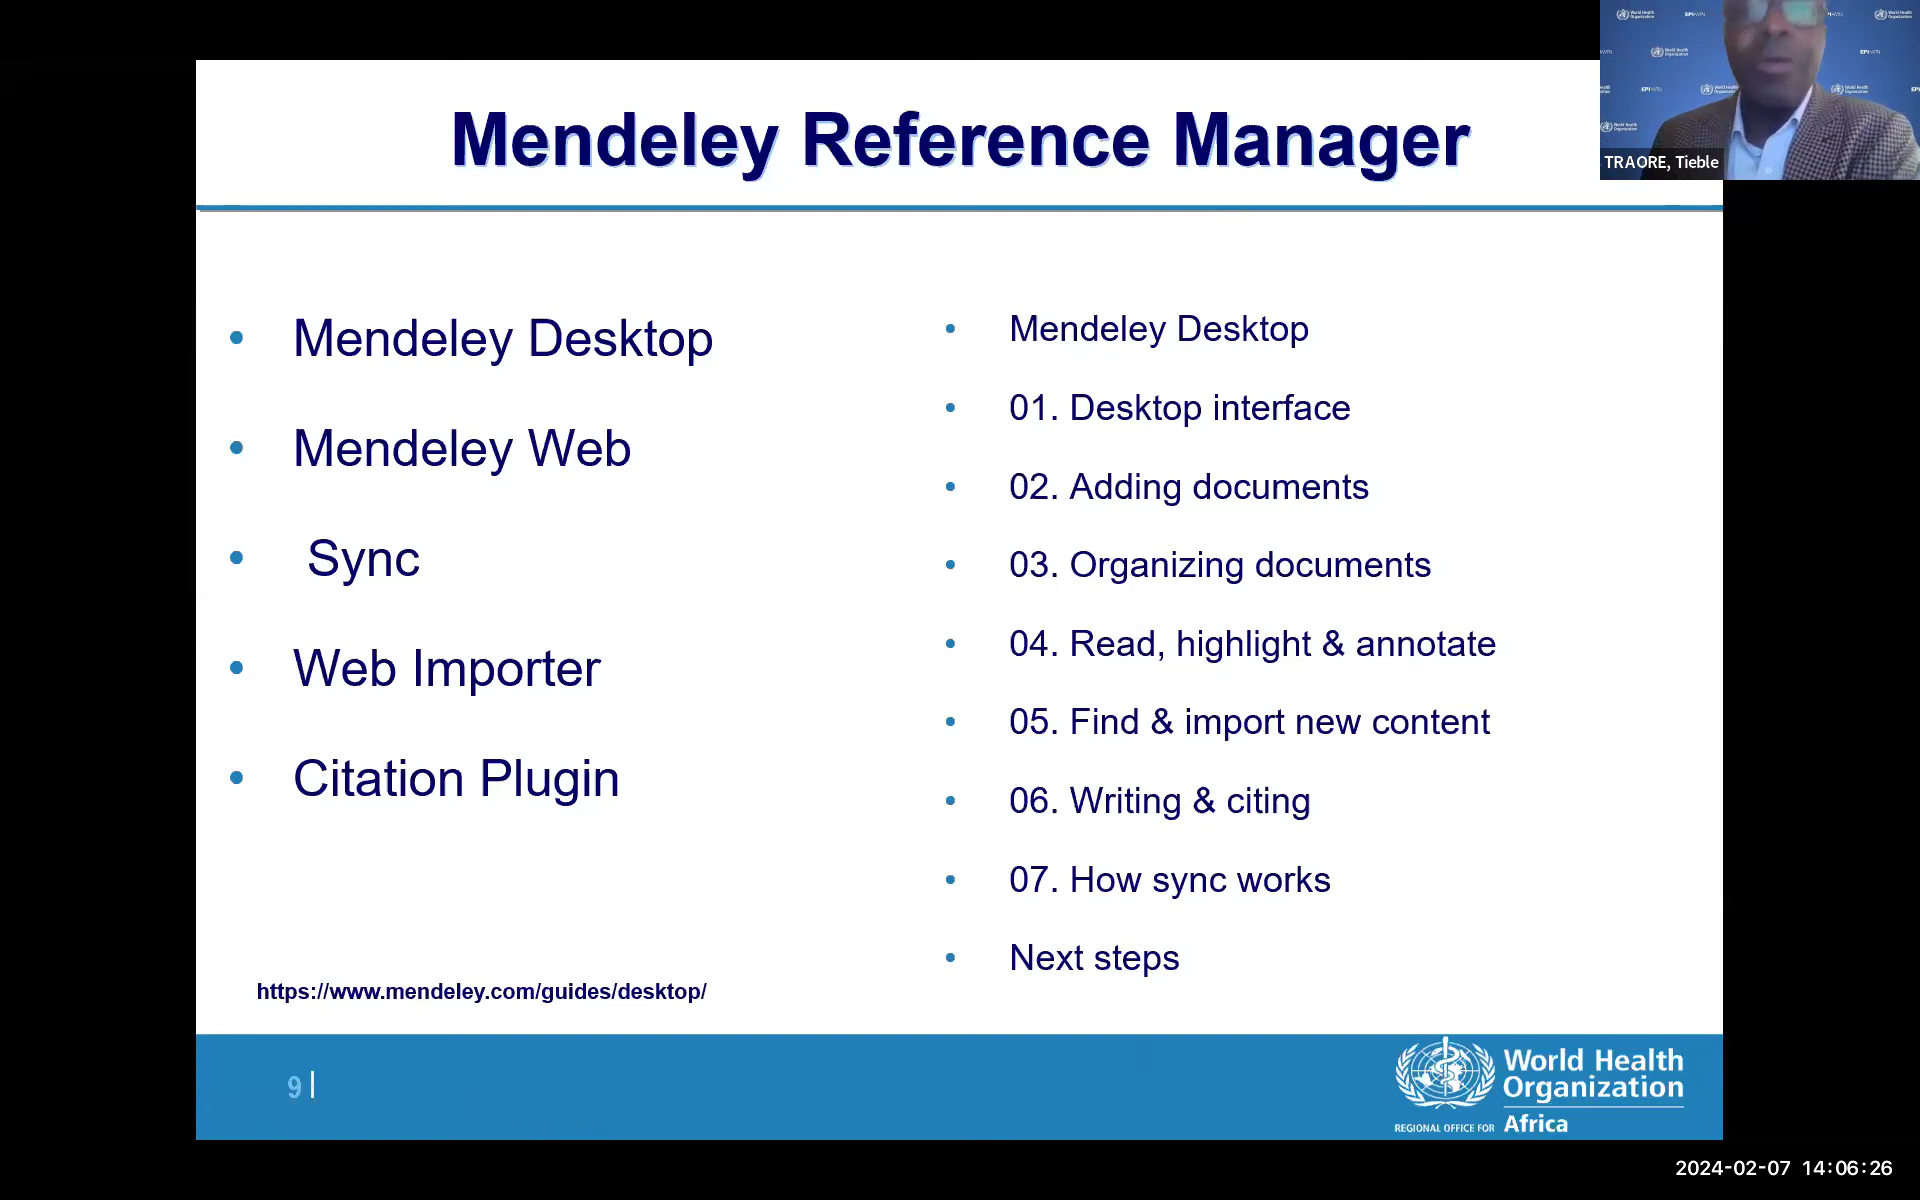 Mendeley Reference Manager
TRAORE, Tieble
• Mendeley Desktop
• Mendeley Web
• Sync
• Web Importer
• Citation Plugin
https://www.mendeley.com/guides/desktop/
• Mendeley Desktop
• 01. Desktop interface
• 02. Adding documents
• 03. Organizing documents
• 04. Read, highlight & annotate
• 05. Find & import new content
• 06. Writing & citing
• 07. How sync works
• Next steps
9 |
World Health
Organization
REGIONAL OFFICE FOR Africa
2024-02-07 14:06:26